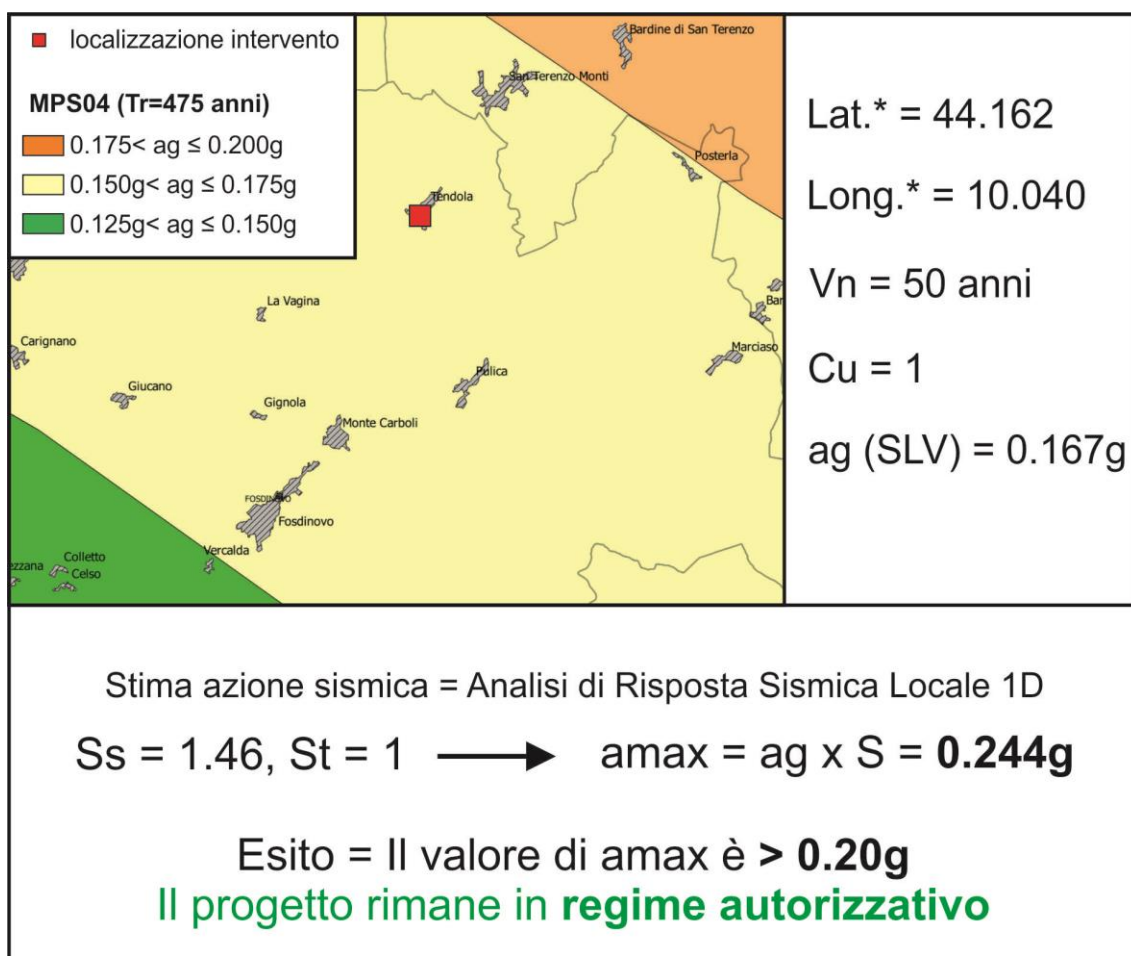 localizzazione intervento
MPS04 (Tr=475 anni)
0.175< ag ≤ 0.200g
0.150g< ag ≤ 0.175g
0.125g< ag ≤ 0.150g
Bardine di San Terenzo
San Terenzo Monti
Posterla
Tendola
La Vagina
Bar
Carignano
Marciaso
Pulica
Giucano
Gignola
Monte Carboli
FOSDINOVO
Fosdinovo
Vercalda
Colletto
ezzana
Celso
Lat.* = 44.162
Long.* = 10.040
Vn = 50 anni
Cu = 1
ag (SLV) = 0.167g
Stima azione sismica = Analisi di Risposta Sismica Locale 1D
Ss = 1.46, St = 1 ⟶ amax = ag x S = 0.244g
Esito = Il valore di amax è > 0.20g
Il progetto rimane in regime autorizzativo